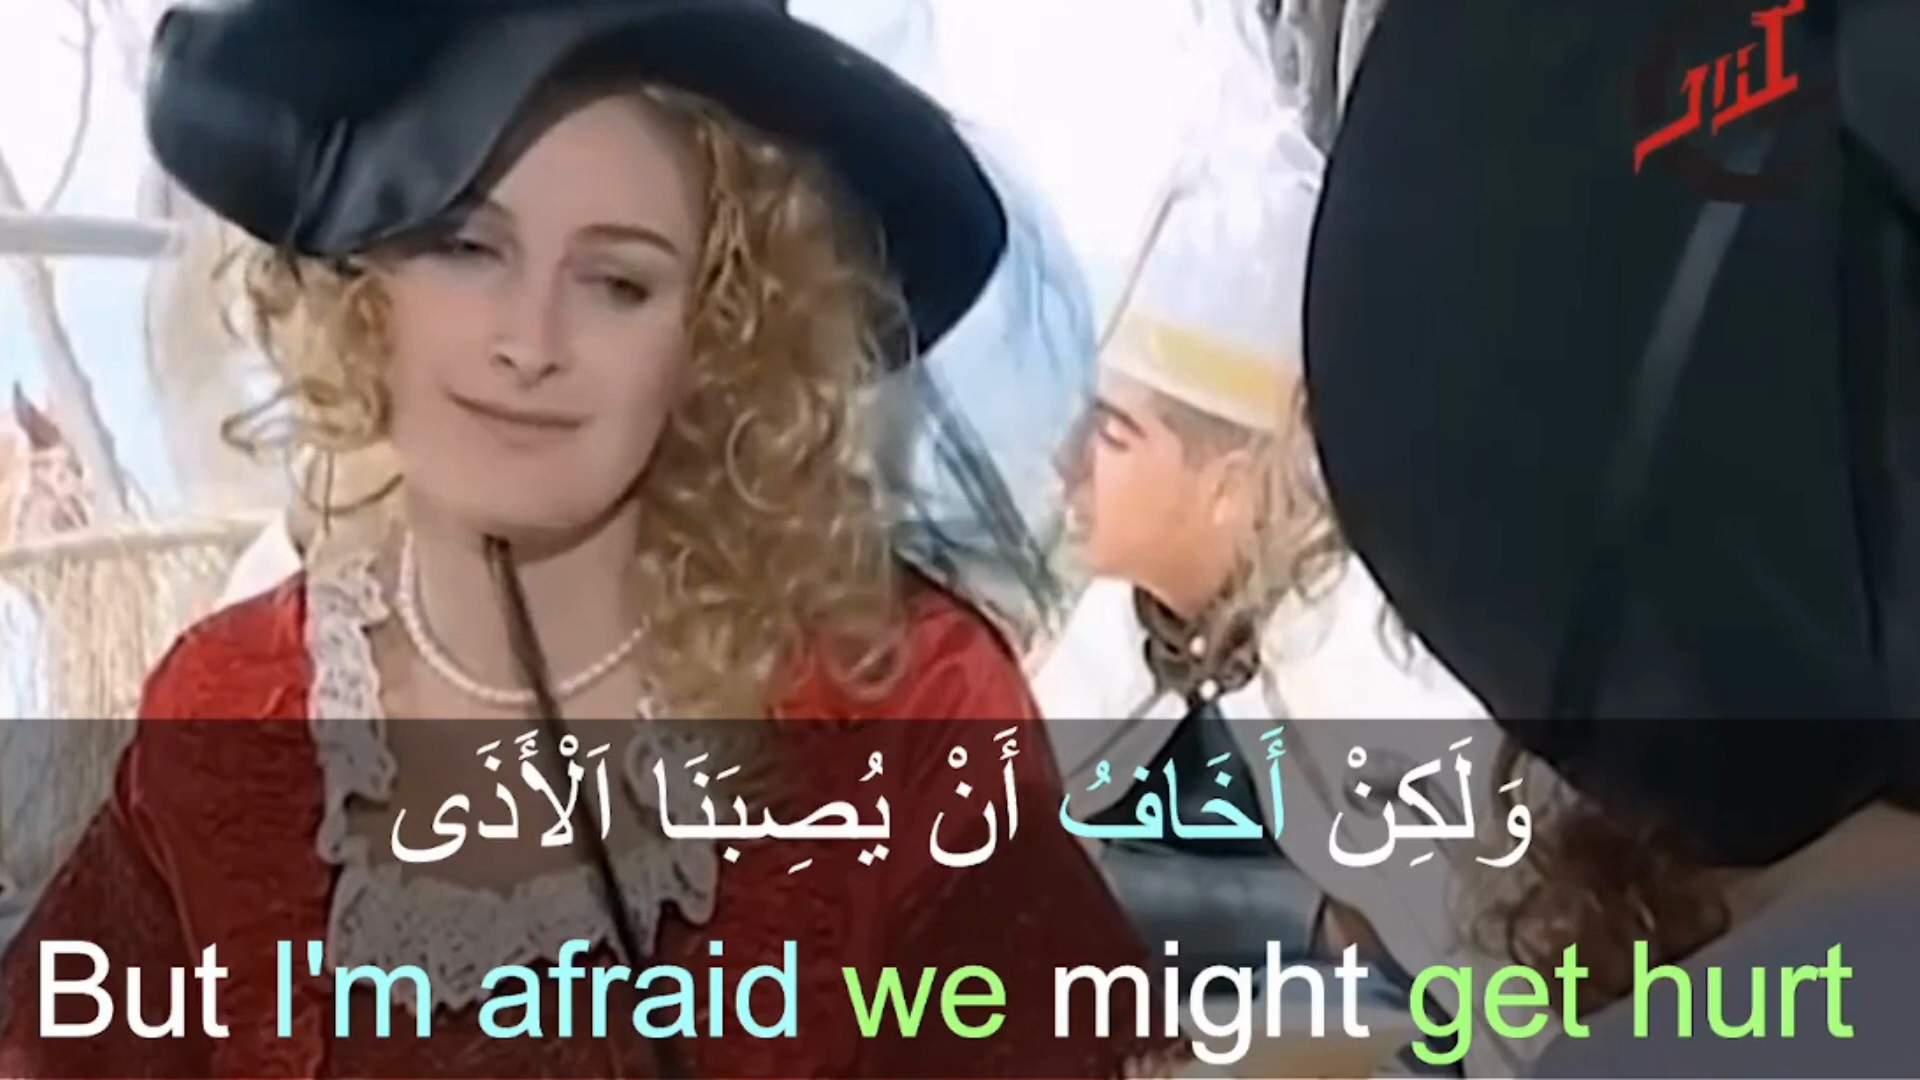 وَلَكِنْ أَخَافُ أَنْ يُصِبَنَا اَلْأَذَى
But I'm afraid we might get hurt